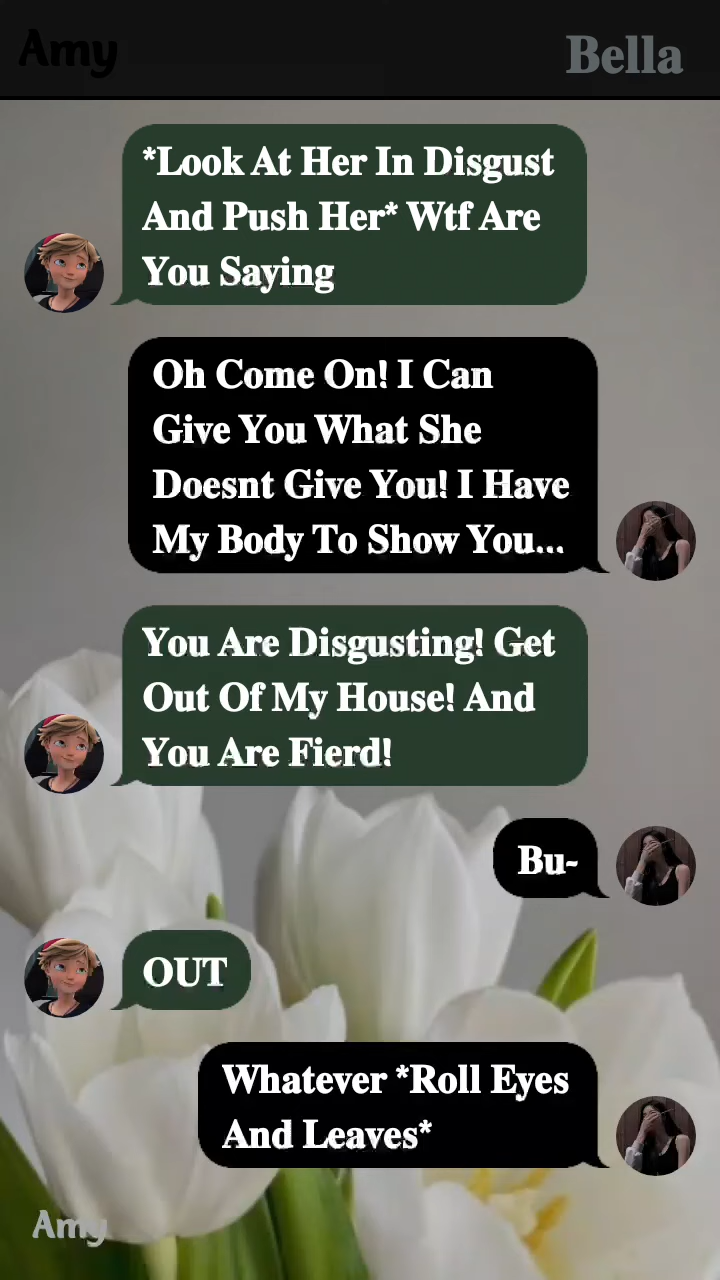 Amy
Bella
*Look At Her In Disgust
And Push Her* Wtf Are
You Saying
Oh Come On! I Can
Give You What She
Doesnt Give You! I Have
My Body To Show You...
You Are Disgusting! Get
Out Of My House! And
You Are Fierd!
Bu-
OUT
Whatever *Roll Eyes
And Leaves*
Amy